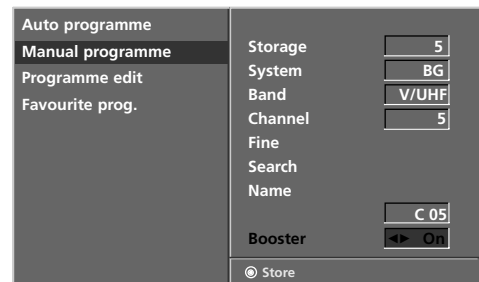 Auto programme
Manual programme
Programme edit
Favourite prog.
Storage 5
System BG
Band V/UHF
Channel 5
Fine
Search
Name
C 05
Booster ◄► On
◉ Store